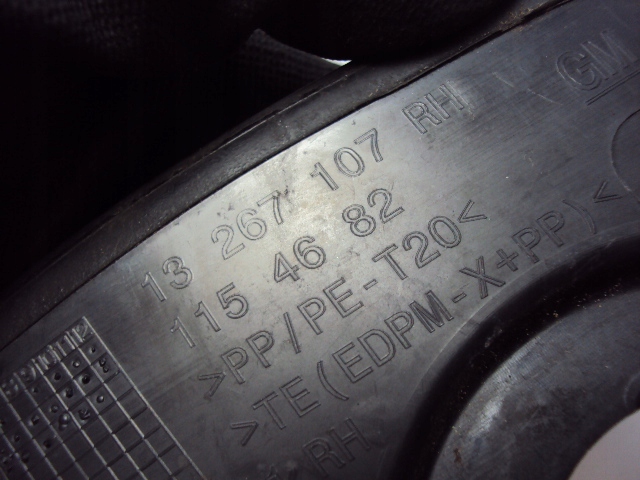 GM
13 267 107 RH
115 46 82
>PP/PE-T20<
>TE(EDPM-X+PP)<
RH